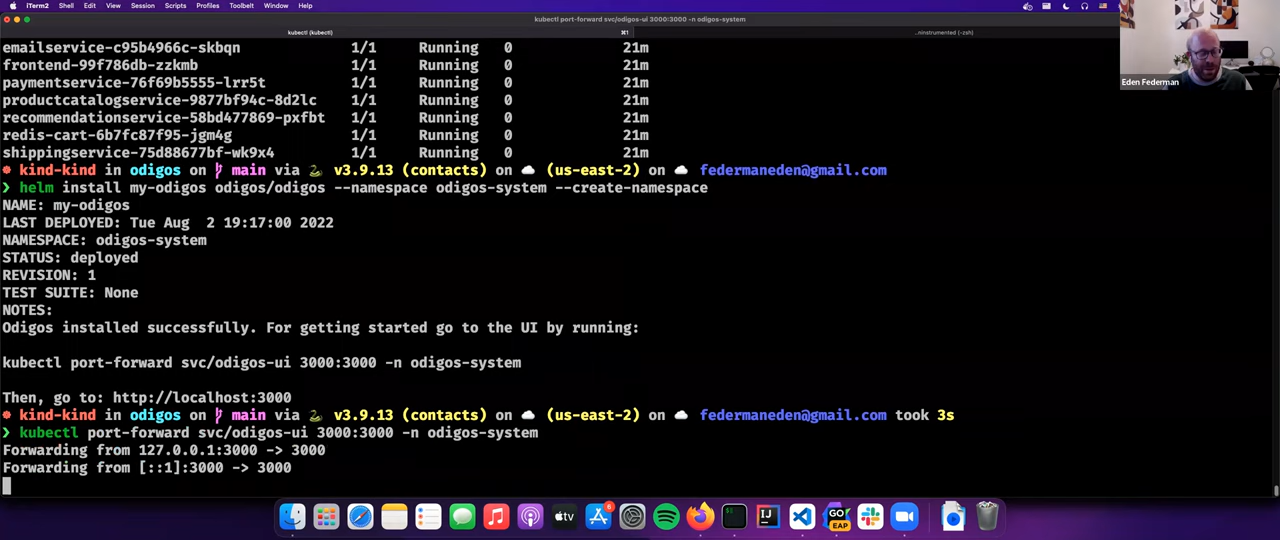 iTerm2 Shell Edit View Session Scripts Profiles Toolbelt Window Help
kubectl port-forward svc/odigos-ui 3000:3000 -n odigos-system
kubectl (kubectl) ⌘1 ..ninstrumented (-zsh)
Eden Federman
emailservice-c95b4966c-skbqn 1/1 Running 0 21m
frontend-99f786db-zzkmb 1/1 Running 0 21m
paymentservice-76f69b5555-lrr5t 1/1 Running 0 21m
productcatalogservice-9877bf94c-8d2lc 1/1 Running 0 21m
recommendationservice-58bd477869-pxfbt 1/1 Running 0 21m
redis-cart-6b7fc87f95-jgm4g 1/1 Running 0 21m
shippingservice-75d88677bf-wk9x4 1/1 Running 0 21m
kind-kind in odigos on main via v3.9.13 (contacts) on (us-east-2) on federmaneden@gmail.com
❯ helm install my-odigos odigos/odigos --namespace odigos-system --create-namespace
NAME: my-odigos
LAST DEPLOYED: Tue Aug 2 19:17:00 2022
NAMESPACE: odigos-system
STATUS: deployed
REVISION: 1
TEST SUITE: None
NOTES:
Odigos installed successfully. For getting started go to the UI by running:
kubectl port-forward svc/odigos-ui 3000:3000 -n odigos-system
Then, go to: http://localhost:3000
kind-kind in odigos on main via v3.9.13 (contacts) on (us-east-2) on federmaneden@gmail.com took 3s
❯ kubectl port-forward svc/odigos-ui 3000:3000 -n odigos-system
Forwarding from 127.0.0.1:3000 -> 3000
Forwarding from [::1]:3000 -> 3000
tv
6
GO
EAP
IJ